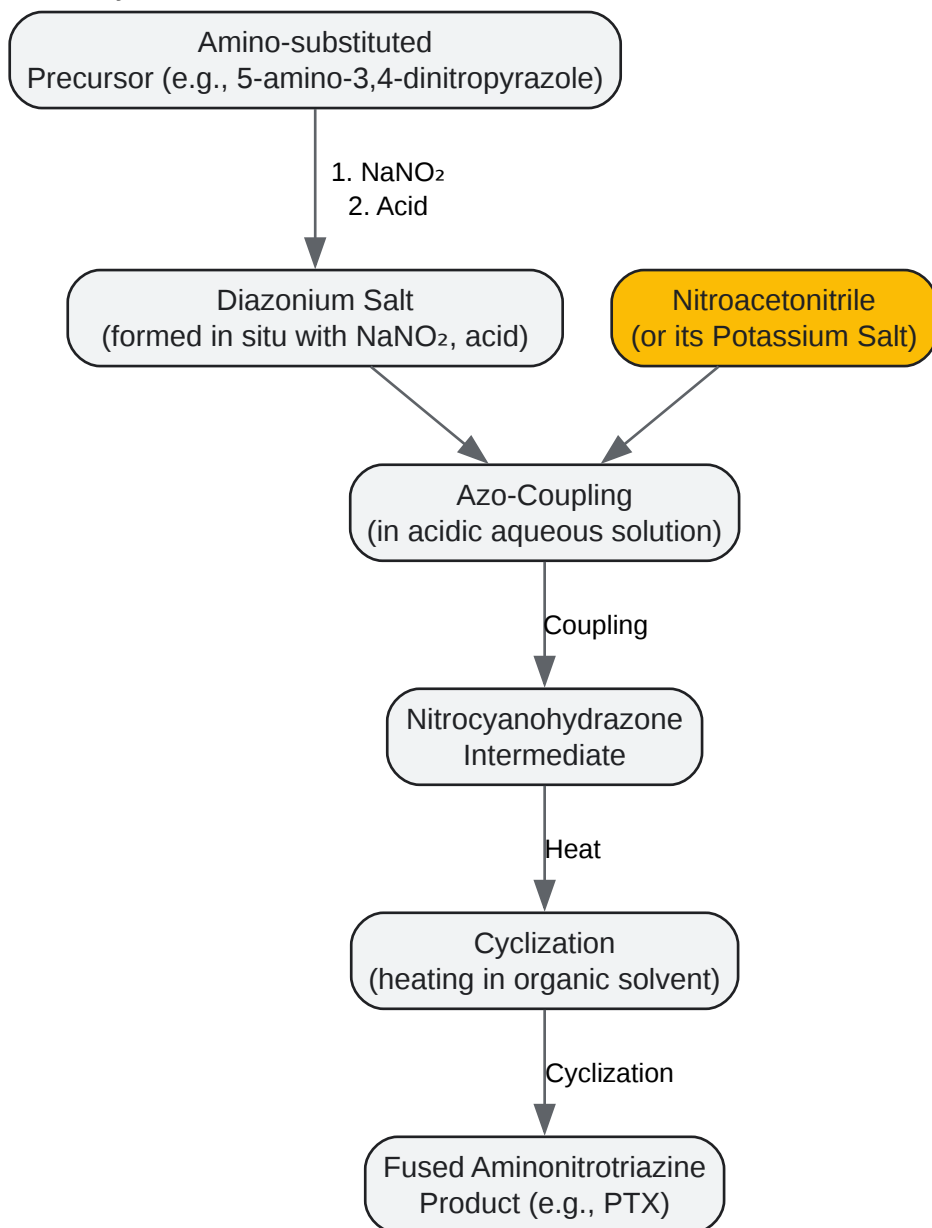 Amino-substituted
Precursor (e.g., 5-amino-3,4-dinitropyrazole)
1. NaNO₂
2. Acid
Diazonium Salt
(formed in situ with NaNO₂, acid)
Nitroacetonitrile
(or its Potassium Salt)
Azo-Coupling
(in acidic aqueous solution)
Coupling
Nitrocyanohydrazone
Intermediate
Heat
Cyclization
(heating in organic solvent)
Cyclization
Fused Aminonitrotriazine
Product (e.g., PTX)